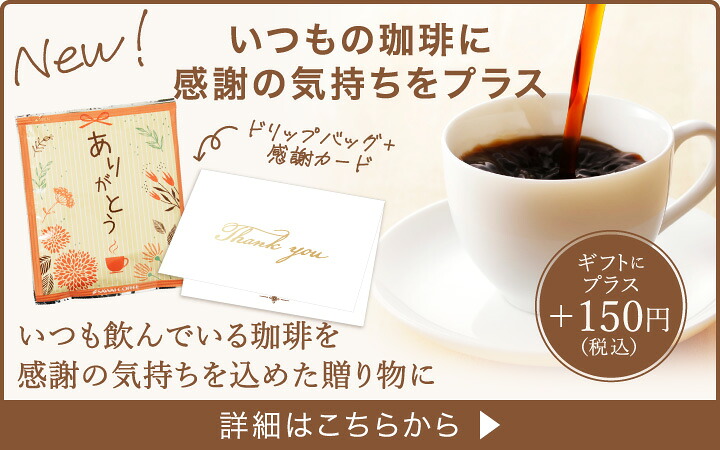 New!
いつもの珈琲に
感謝の気持ちをプラス
ドリップバッグ+
感謝カード
ありがとう
Thank you
ギフトに
プラス
+150円
(税込)
いつも飲んでいる珈琲を
感謝の気持ちを込めた贈り物に
詳細はこちらから ▶